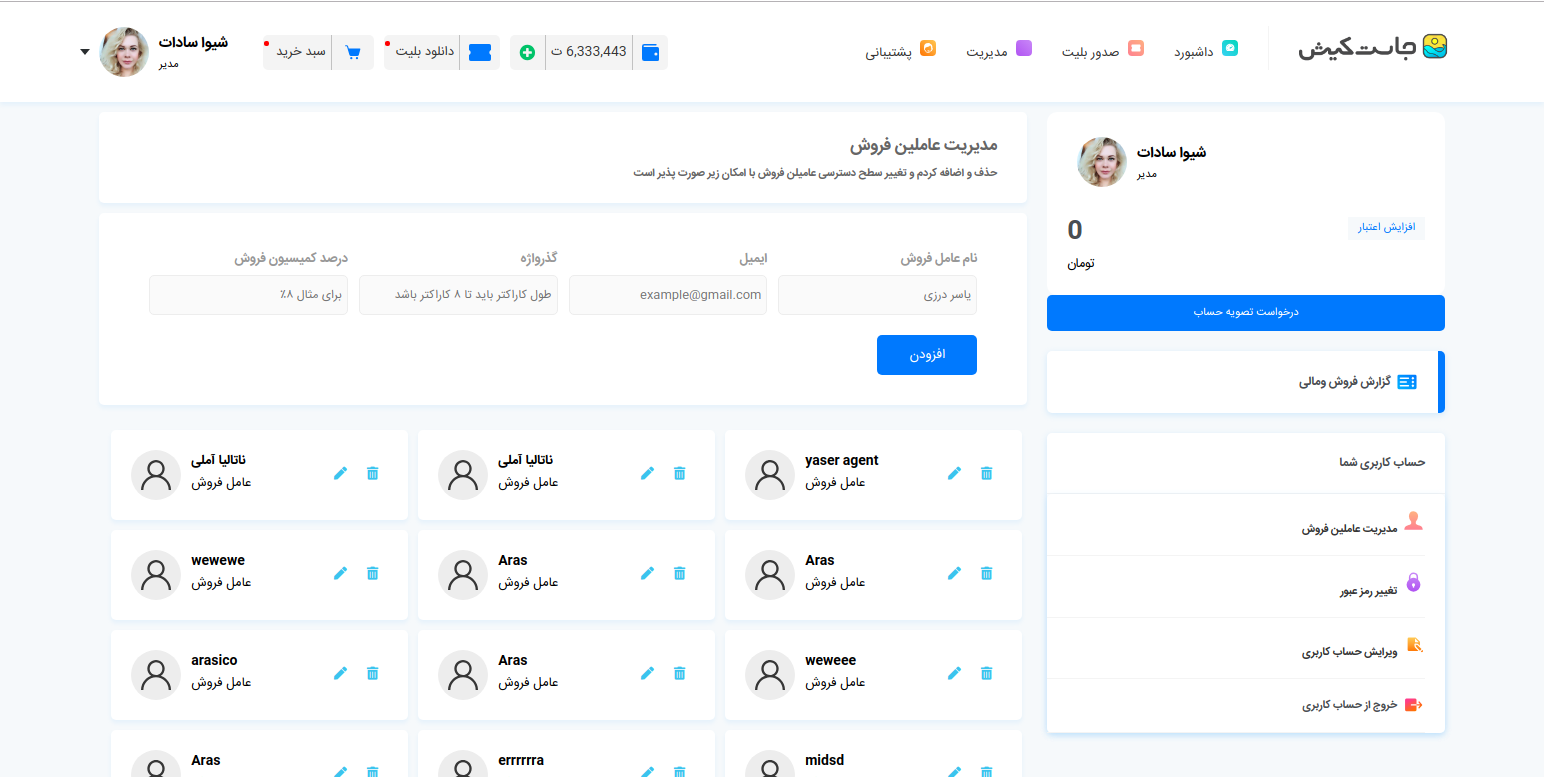 جاست کیش
داشبورد
صدور بلیت
مدیریت
پشتیبانی
6,333,443 ت
دانلود بلیت
سبد خرید
شیوا سادات
مدیر
شیوا سادات
مدیر
افزایش اعتبار
0
تومان
درخواست تصویه حساب
گزارش فروش ومالی
حساب کاربری شما
مدیریت عاملین فروش
تغییر رمز عبور
ویرایش حساب کاربری
خروج از حساب کاربری
مدیریت عاملین فروش
حذف و اضافه کردم و تغییر سطح دسترسی عامیلن فروش با امکان زیر صورت پذیر است
نام عامل فروش
یاسر درزی
ایمیل
example@gmail.com
گذرواژه
طول کاراکتر باید تا ۸ کاراکتر باشد
درصد کمیسیون فروش
برای مثال ۸٪
افزودن
yaser agent
عامل فروش
ناتالیا آملی
عامل فروش
ناتالیا آملی
عامل فروش
Aras
عامل فروش
Aras
عامل فروش
wewewe
عامل فروش
weweee
عامل فروش
Aras
عامل فروش
arasico
عامل فروش
midsd
errrrrra
Aras